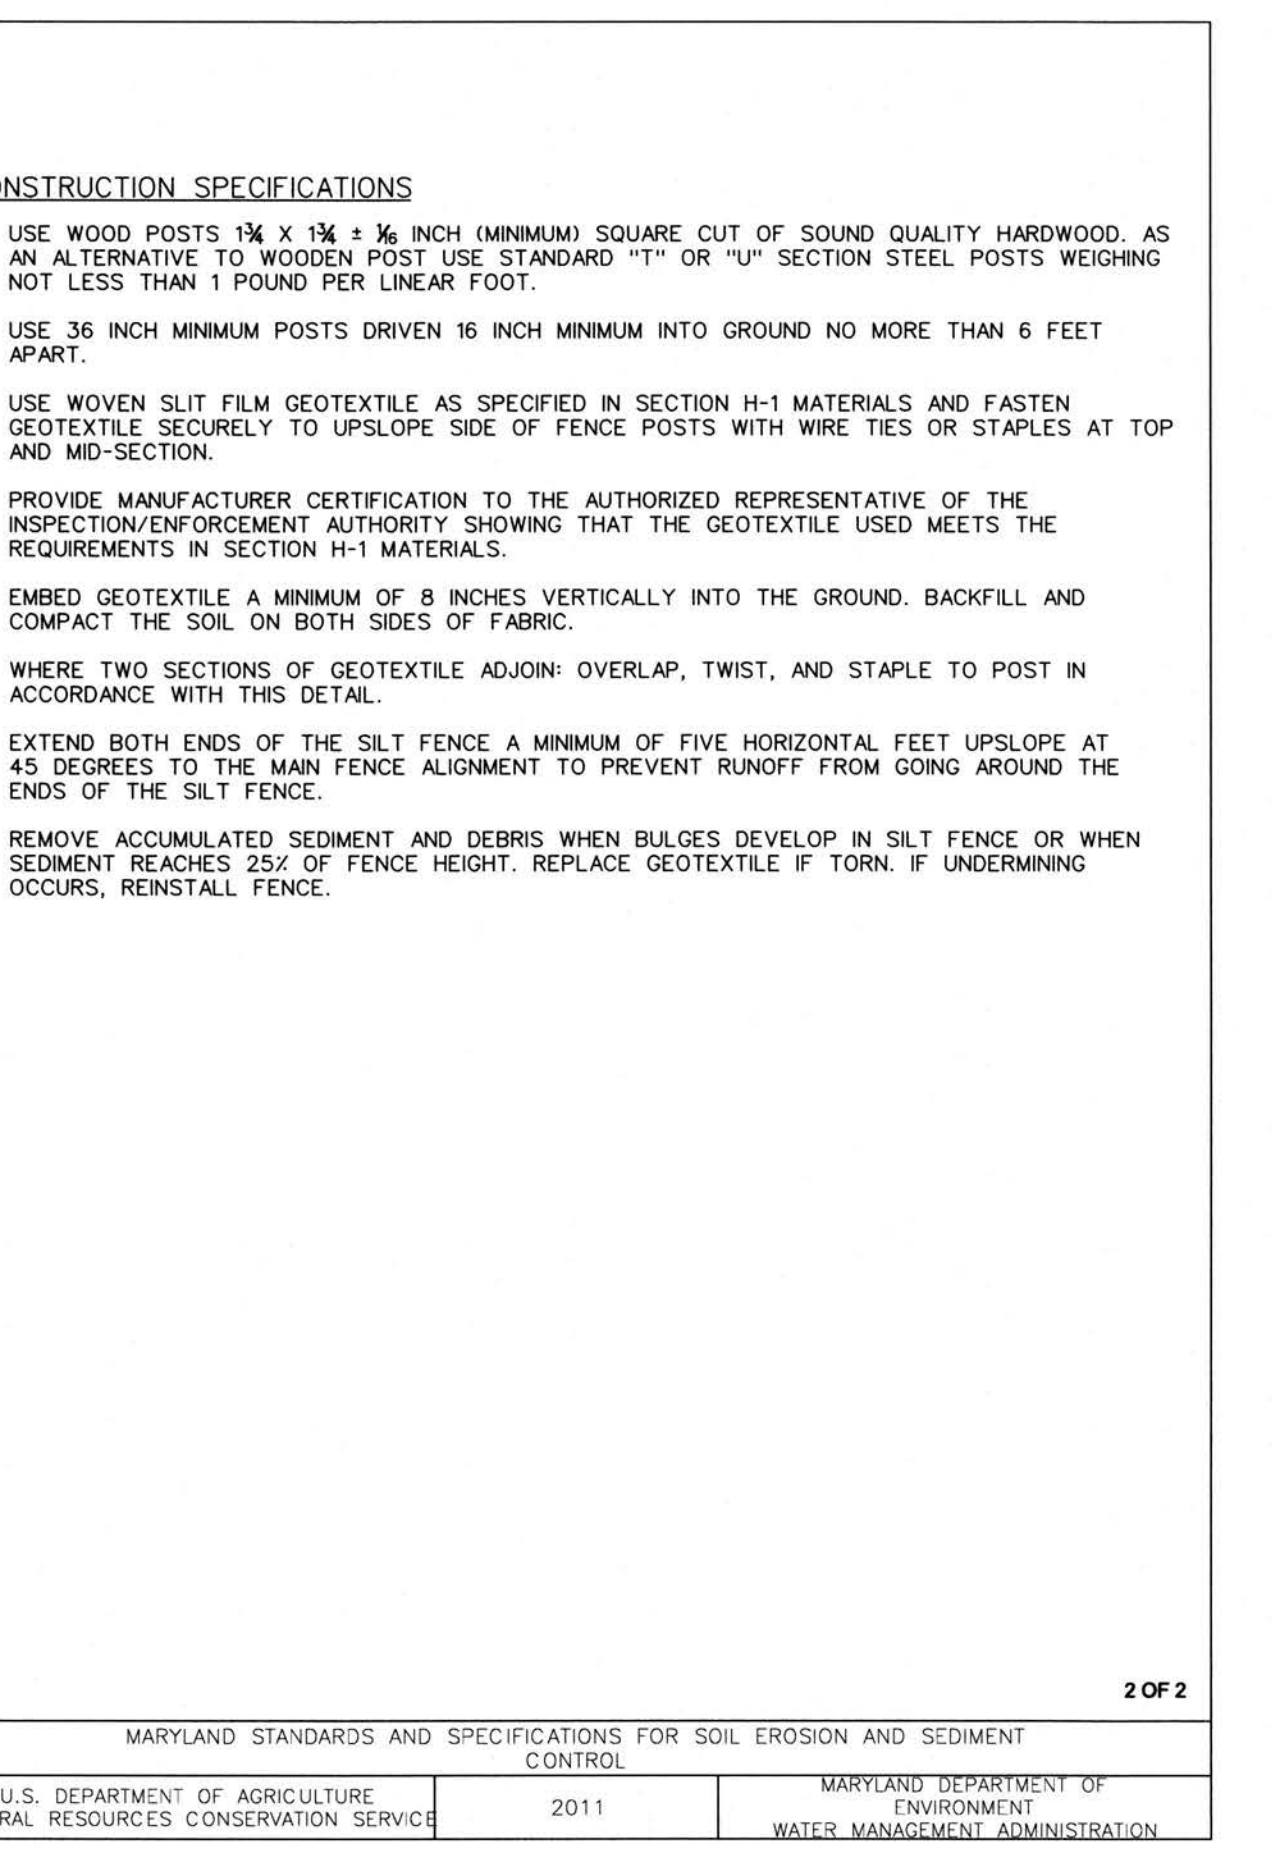 ONSTRUCTION SPECIFICATIONS
USE WOOD POSTS 1¾ X 1¾ ± 1/16 INCH (MINIMUM) SQUARE CUT OF SOUND QUALITY HARDWOOD. AS
AN ALTERNATIVE TO WOODEN POST USE STANDARD "T" OR "U" SECTION STEEL POSTS WEIGHING
NOT LESS THAN 1 POUND PER LINEAR FOOT.
USE 36 INCH MINIMUM POSTS DRIVEN 16 INCH MINIMUM INTO GROUND NO MORE THAN 6 FEET
APART.
USE WOVEN SLIT FILM GEOTEXTILE AS SPECIFIED IN SECTION H-1 MATERIALS AND FASTEN
GEOTEXTILE SECURELY TO UPSLOPE SIDE OF FENCE POSTS WITH WIRE TIES OR STAPLES AT TOP
AND MID-SECTION.
PROVIDE MANUFACTURER CERTIFICATION TO THE AUTHORIZED REPRESENTATIVE OF THE
INSPECTION/ENFORCEMENT AUTHORITY SHOWING THAT THE GEOTEXTILE USED MEETS THE
REQUIREMENTS IN SECTION H-1 MATERIALS.
EMBED GEOTEXTILE A MINIMUM OF 8 INCHES VERTICALLY INTO THE GROUND. BACKFILL AND
COMPACT THE SOIL ON BOTH SIDES OF FABRIC.
WHERE TWO SECTIONS OF GEOTEXTILE ADJOIN: OVERLAP, TWIST, AND STAPLE TO POST IN
ACCORDANCE WITH THIS DETAIL.
EXTEND BOTH ENDS OF THE SILT FENCE A MINIMUM OF FIVE HORIZONTAL FEET UPSLOPE AT
45 DEGREES TO THE MAIN FENCE ALIGNMENT TO PREVENT RUNOFF FROM GOING AROUND THE
ENDS OF THE SILT FENCE.
REMOVE ACCUMULATED SEDIMENT AND DEBRIS WHEN BULGES DEVELOP IN SILT FENCE OR WHEN
SEDIMENT REACHES 25% OF FENCE HEIGHT. REPLACE GEOTEXTILE IF TORN. IF UNDERMINING
OCCURS, REINSTALL FENCE.
2 OF 2
MARYLAND STANDARDS AND SPECIFICATIONS FOR SOIL EROSION AND SEDIMENT
CONTROL
U.S. DEPARTMENT OF AGRICULTURE
RAL RESOURCES CONSERVATION SERVICE
2011
MARYLAND DEPARTMENT OF
ENVIRONMENT
WATER MANAGEMENT ADMINISTRATION